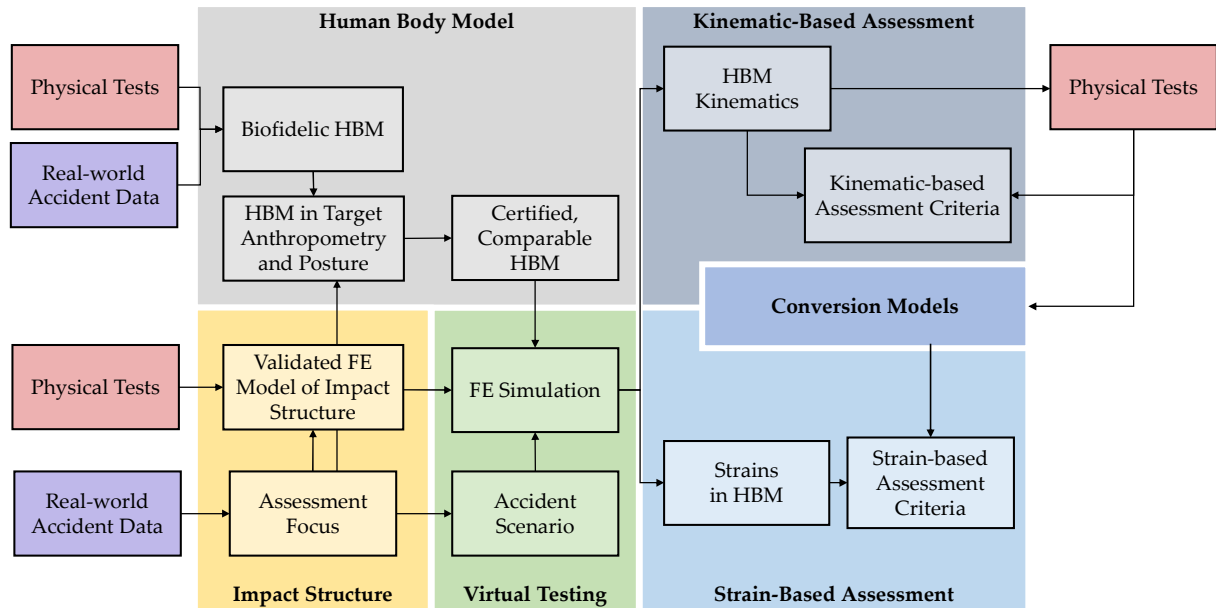 Human Body Model
Kinematic-Based Assessment
Physical Tests
Biofidelic HBM
HBM
Kinematics
Physical Tests
Real-world
Accident Data
Kinematic-based
Assessment Criteria
HBM in Target
Anthropometry
and Posture
Certified,
Comparable
HBM
Conversion Models
Physical Tests
Validated FE
Model of Impact
Structure
FE Simulation
Real-world
Accident Data
Assessment
Focus
Accident
Scenario
Strains
in HBM
Strain-based
Assessment
Criteria
Impact Structure
Virtual Testing
Strain-Based Assessment